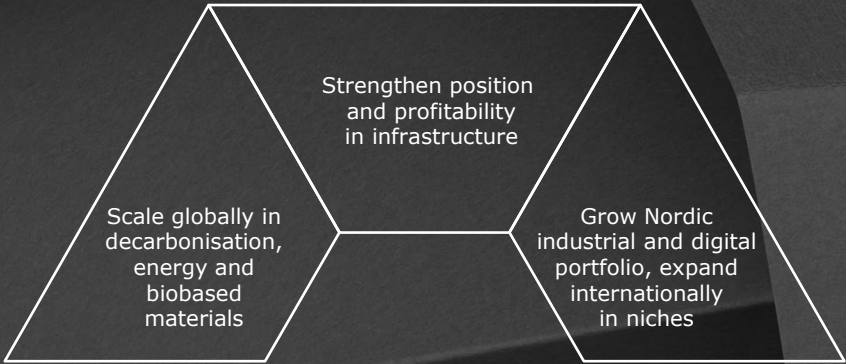 Strengthen position
and profitability
in infrastructure
Scale globally in
decarbonisation,
energy and
biobased
materials
Grow Nordic
industrial and digital
portfolio, expand
internationally
in niches